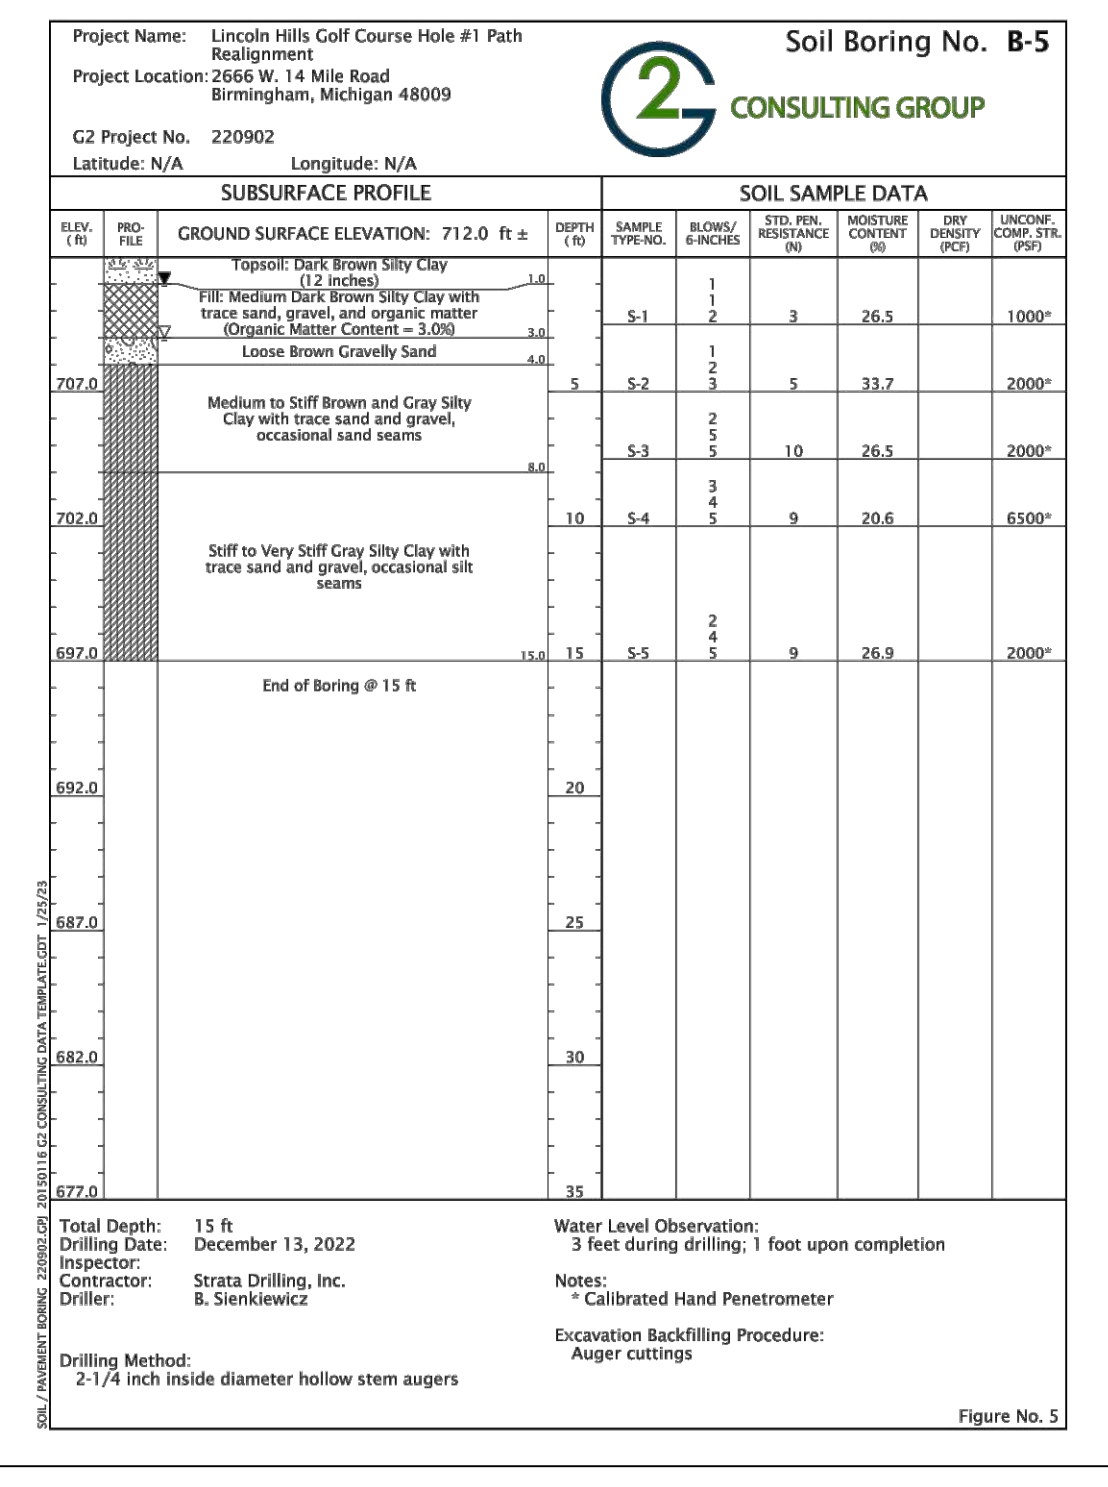 Project Name: Lincoln Hills Golf Course Hole #1 Path
Realignment
Project Location: 2666 W. 14 Mile Road
Birmingham, Michigan 48009
G2 Project No. 220902
Latitude: N/A Longitude: N/A
Soil Boring No. B-5
G2 CONSULTING GROUP
SUBSURFACE PROFILE
SOIL SAMPLE DATA
ELEV. (ft)
PRO-FILE
GROUND SURFACE ELEVATION: 712.0 ft ±
DEPTH (ft)
SAMPLE TYPE-NO.
BLOWS/ 6-INCHES
STD. PEN. RESISTANCE (N)
MOISTURE CONTENT (%)
DRY DENSITY (PCF)
UNCONF. COMP. STR. (PSF)
Topsoil: Dark Brown Silty Clay
(12 inches)
1.0
Fill: Medium Dark Brown Silty Clay with
trace sand, gravel, and organic matter
(Organic Matter Content = 3.0%)
3.0
1
1
S-1 2 3 26.5 1000*
Loose Brown Gravelly Sand
4.0
1
2
707.0 5 S-2 3 5 33.7 2000*
Medium to Stiff Brown and Gray Silty
Clay with trace sand and gravel,
occasional sand seams
2
5
S-3 5 10 26.5 2000*
8.0
3
4
702.0 10 S-4 5 9 20.6 6500*
Stiff to Very Stiff Gray Silty Clay with
trace sand and gravel, occasional silt
seams
2
4
697.0 15.0 15 S-5 5 9 26.9 2000*
End of Boring @ 15 ft
692.0 20
687.0 25
682.0 30
677.0 35
Total Depth: 15 ft
Drilling Date: December 13, 2022
Inspector:
Contractor: Strata Drilling, Inc.
Driller: B. Sienkiewicz
Drilling Method:
2-1/4 inch inside diameter hollow stem augers
Water Level Observation:
3 feet during drilling; 1 foot upon completion
Notes:
* Calibrated Hand Penetrometer
Excavation Backfilling Procedure:
Auger cuttings
Figure No. 5
SOIL / PAVEMENT BORING 220902.GPJ 20150116 G2 CONSULTING DATA TEMPLATE.GDT 1/25/23